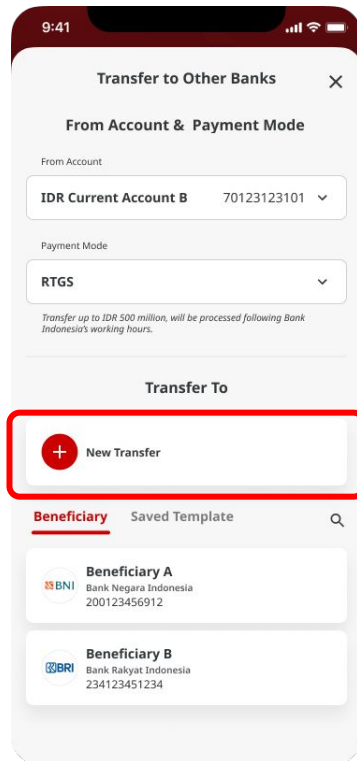 9:41
Transfer to Other Banks
From Account & Payment Mode
From Account
IDR Current Account B 70123123101
Payment Mode
RTGS
Transfer up to IDR 500 million, will be processed following Bank
Indonesia's working hours.
Transfer To
New Transfer
Beneficiary Saved Template
Beneficiary A
BNI Bank Negara Indonesia
200123456912
Beneficiary B
BRI Bank Rakyat Indonesia
234123451234